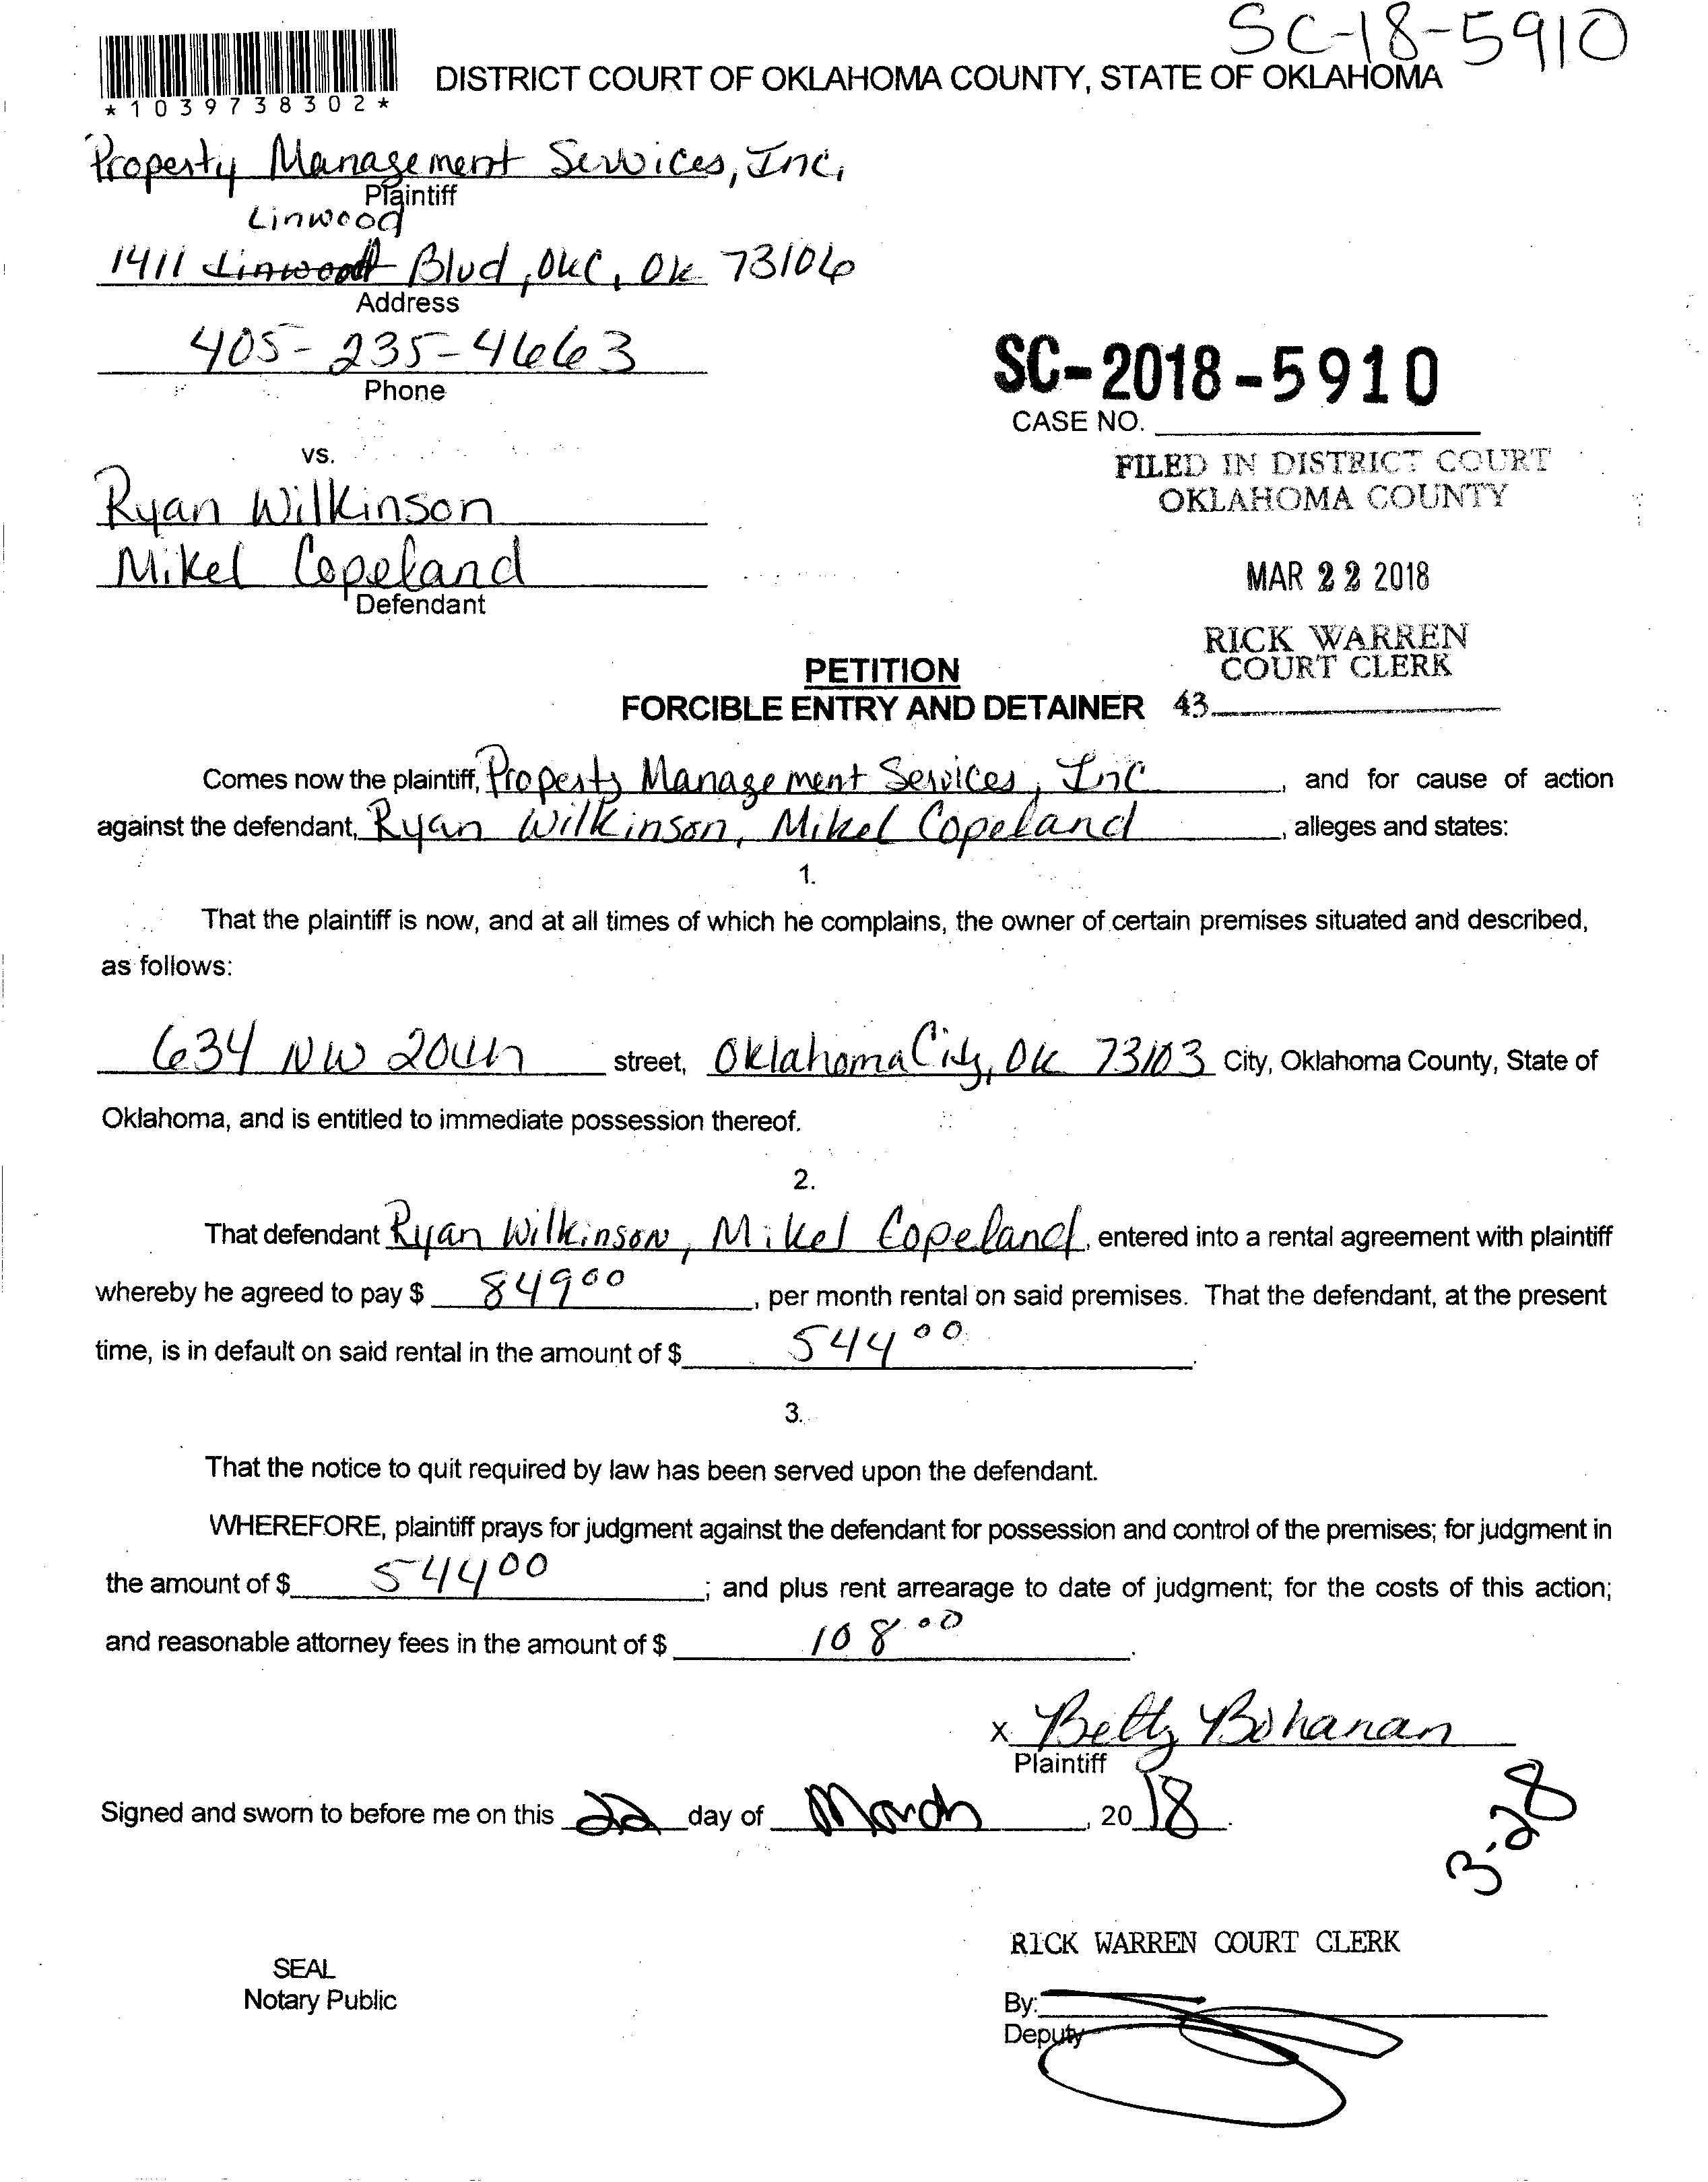 SC-18-5910
*1039738302*
DISTRICT COURT OF OKLAHOMA COUNTY, STATE OF OKLAHOMA
Property Management Services, Inc.
Plaintiff
Linwood
1411 Linwood Blvd, OKC, OK 73106
Address
405-235-4663
Phone
SC-2018-5910
CASE NO.
vs.
FILED IN DISTRICT COURT
OKLAHOMA COUNTY
Ryan Wilkinson
Mikel Copeland
Defendant
MAR 22 2018
RICK WARREN
COURT CLERK
PETITION
FORCIBLE ENTRY AND DETAINER
43
Comes now the plaintiff, Property Management Services, Inc , and for cause of action
against the defendant, Ryan Wilkinson, Mikel Copeland , alleges and states:
1.
That the plaintiff is now, and at all times of which he complains, the owner of certain premises situated and described,
as follows:
634 NW 20th street, Oklahoma City, OK 73103 City, Oklahoma County, State of
Oklahoma, and is entitled to immediate possession thereof.
2.
That defendant Ryan Wilkinson, Mikel Copeland, entered into a rental agreement with plaintiff
whereby he agreed to pay $ 849 00 , per month rental on said premises. That the defendant, at the present
time, is in default on said rental in the amount of $ 544 00 .
3.
That the notice to quit required by law has been served upon the defendant.
WHEREFORE, plaintiff prays for judgment against the defendant for possession and control of the premises; for judgment in
the amount of $ 544 00 ; and plus rent arrearage to date of judgment; for the costs of this action;
and reasonable attorney fees in the amount of $ 108.00 .
X Betty Bohanan
Plaintiff
Signed and sworn to before me on this 22 day of March , 20 18 .
3-28
RICK WARREN COURT CLERK
SEAL
Notary Public
By:
Deputy